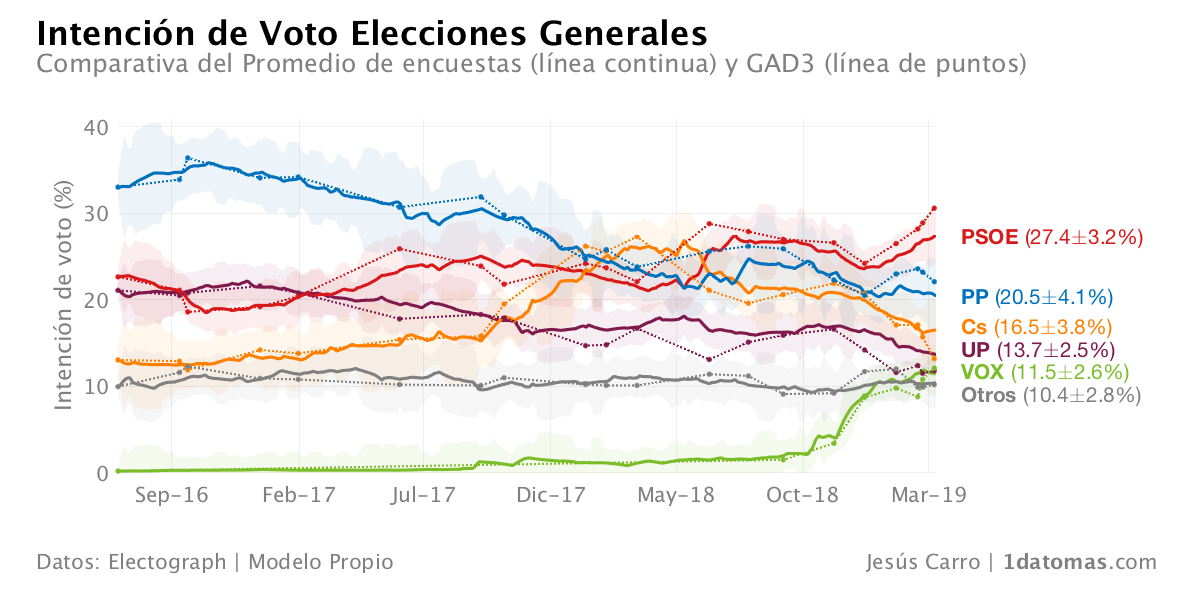 Intención de Voto Elecciones Generales
Comparativa del Promedio de encuestas (línea continua) y GAD3 (línea de puntos)
Intención de voto (%)
40
30
20
10
0
Sep-16 Feb-17 Jul-17 Dic-17 May-18 Oct-18 Mar-19
PSOE (27.4±3.2%)
PP (20.5±4.1%)
Cs (16.5±3.8%)
UP (13.7±2.5%)
VOX (11.5±2.6%)
Otros (10.4±2.8%)
Datos: Electograph | Modelo Propio
Jesús Carro | 1datomas.com